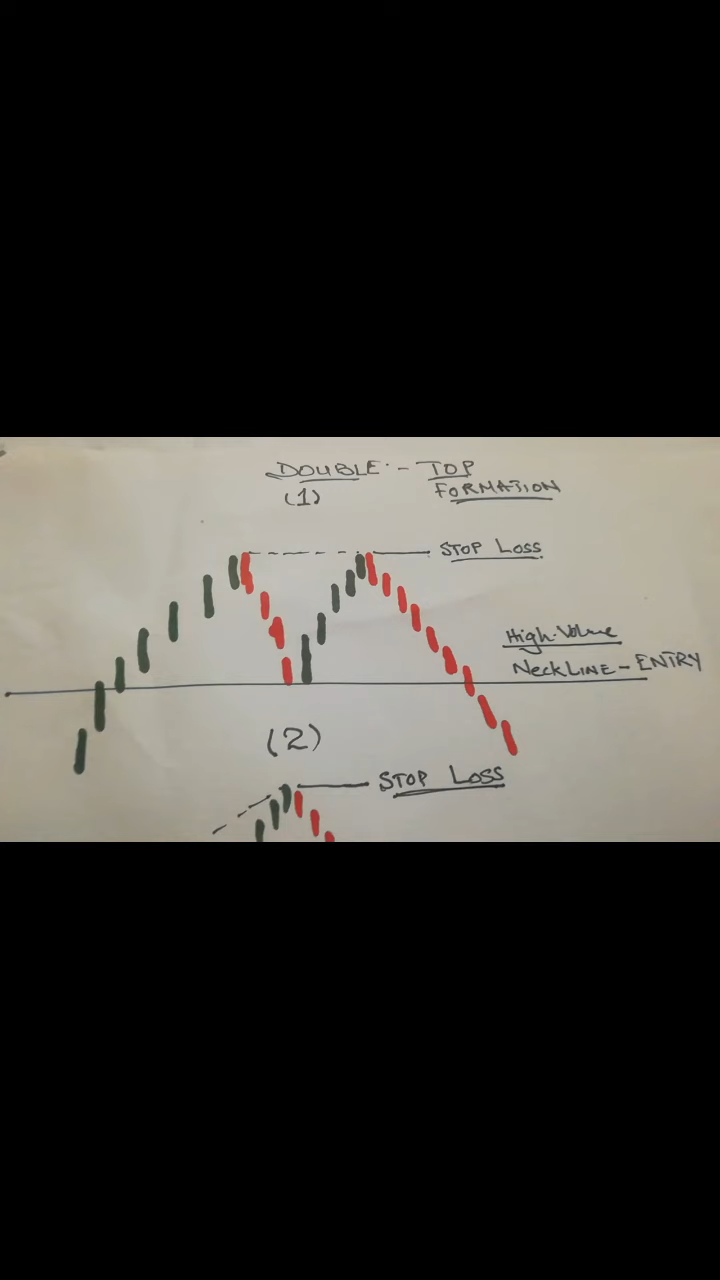 DOUBLE - TOP
FORMATION
(1)
STOP LOSS
High-Volume
NECKLINE - ENTRY
(2)
STOP LOSS